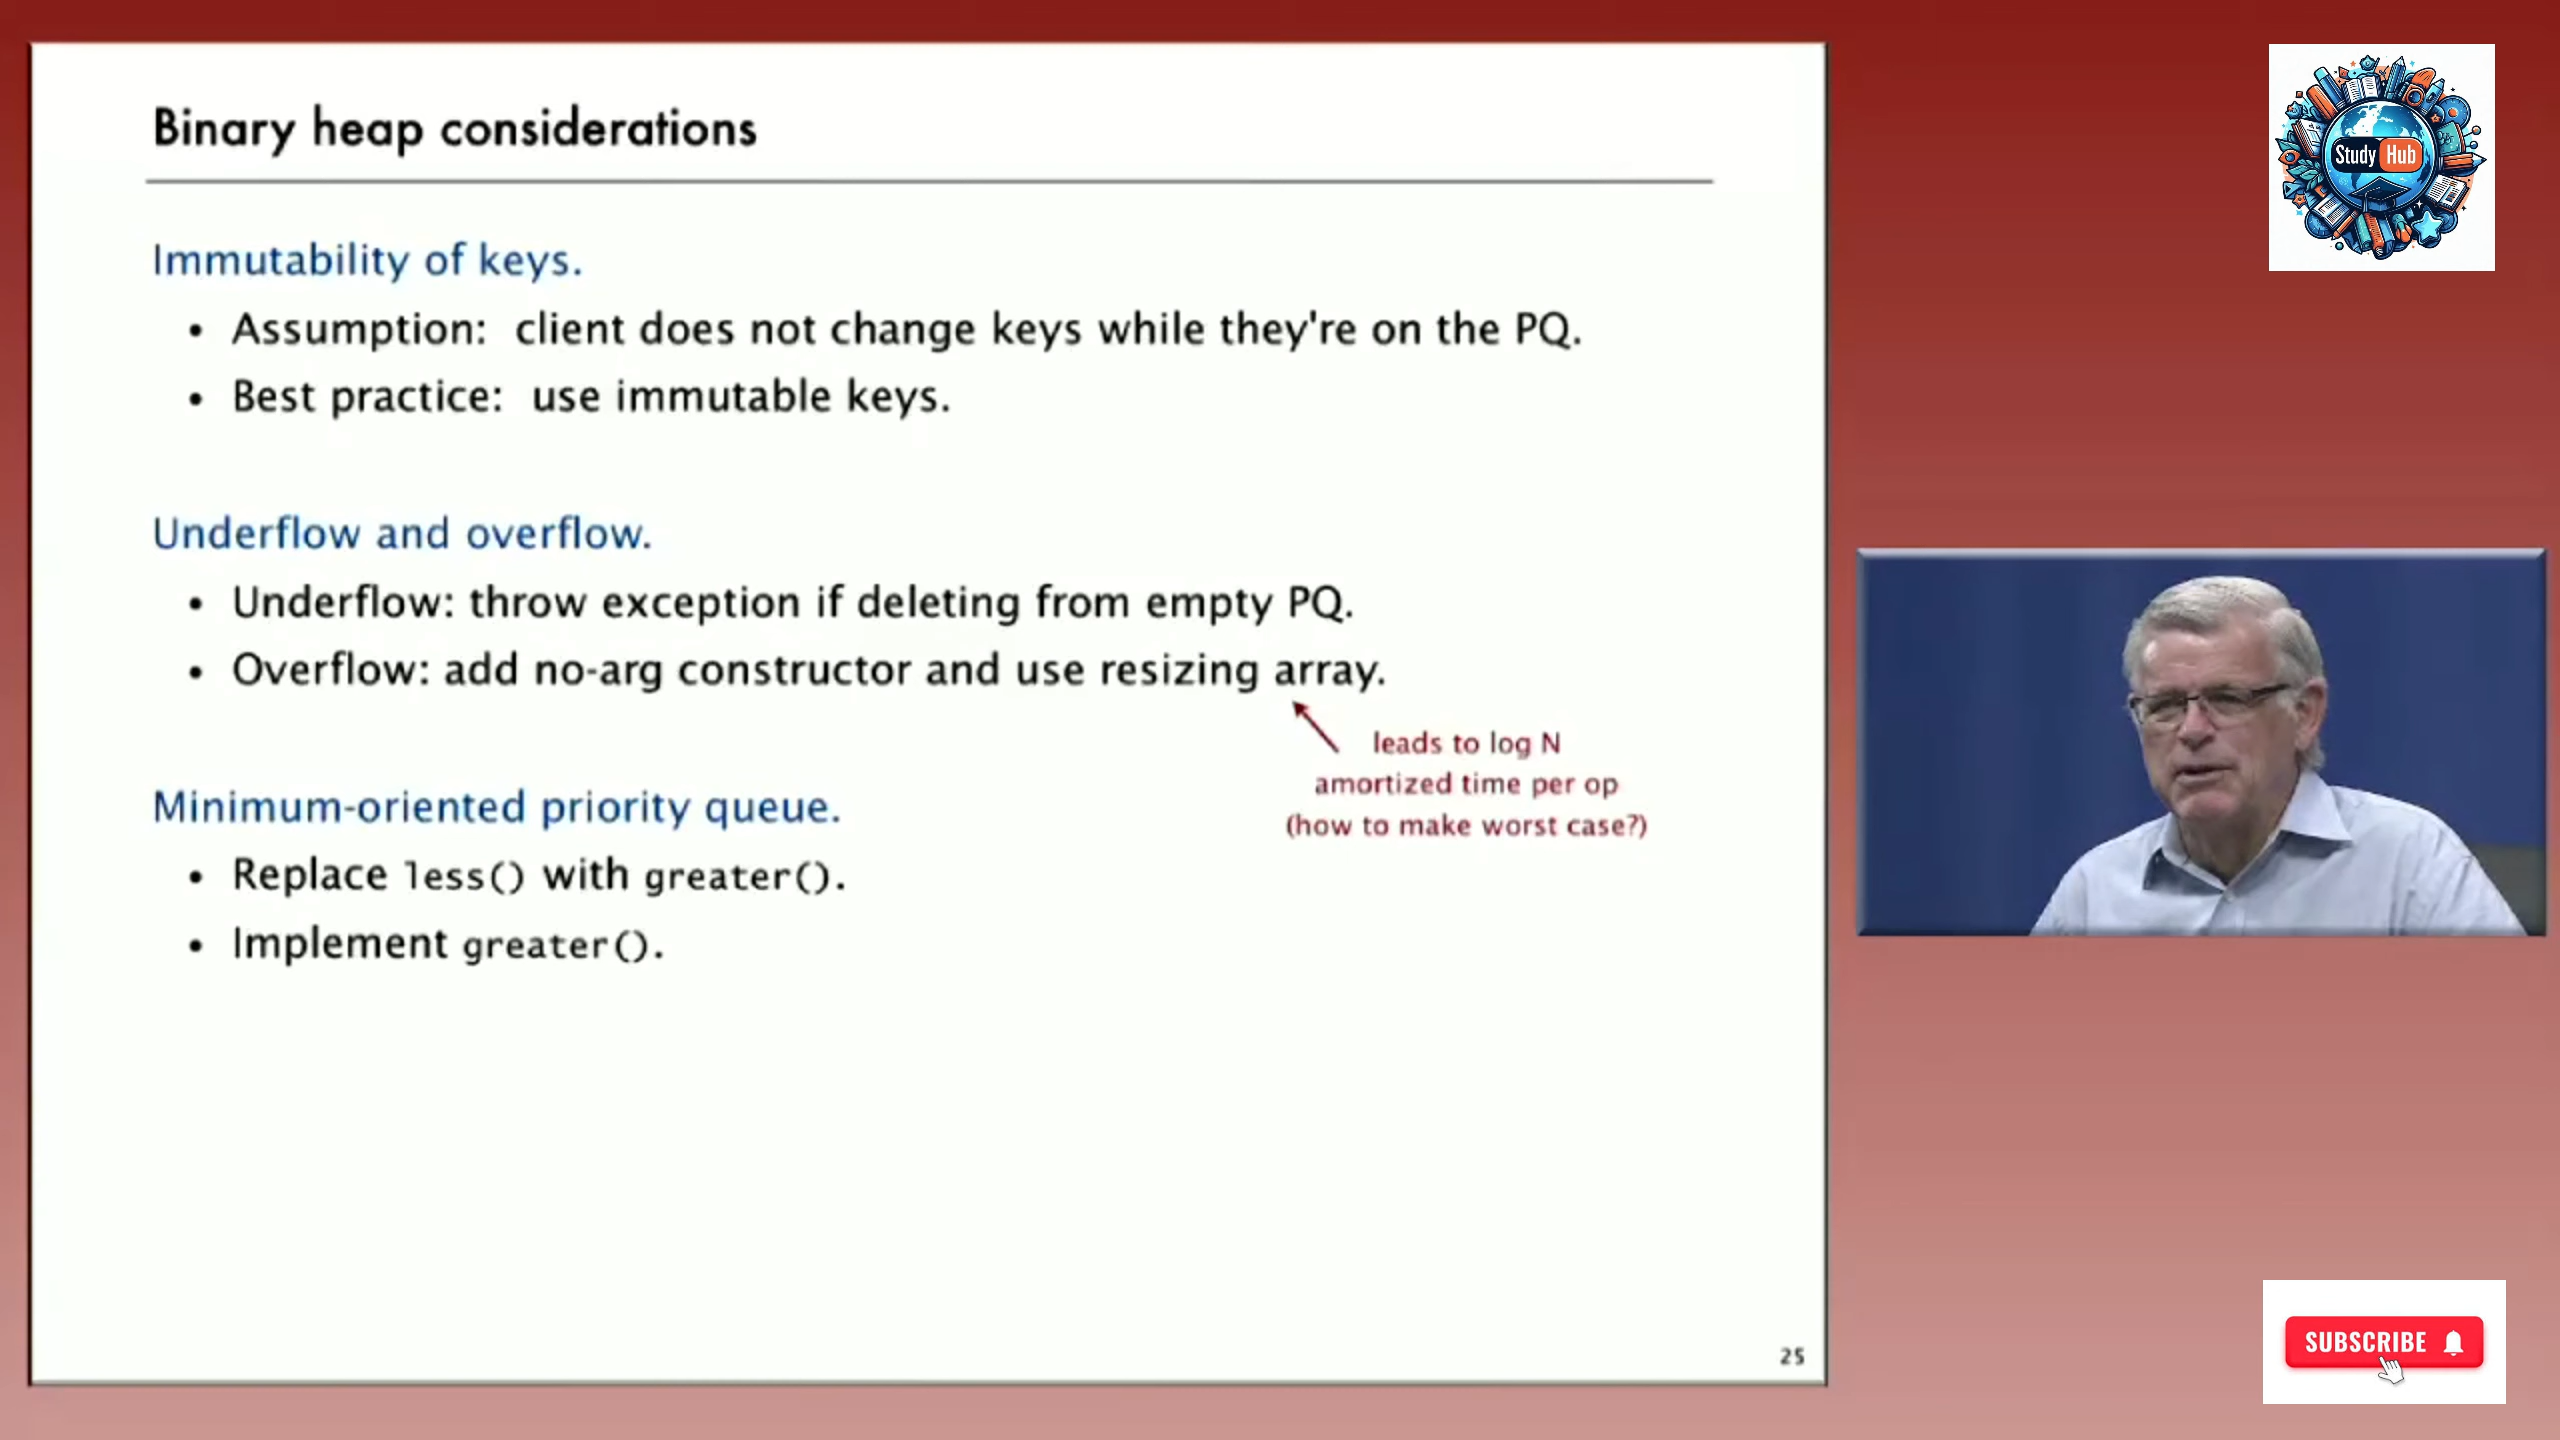 Binary heap considerations
Immutability of keys.
• Assumption: client does not change keys while they're on the PQ.
• Best practice: use immutable keys.
Underflow and overflow.
• Underflow: throw exception if deleting from empty PQ.
• Overflow: add no-arg constructor and use resizing array.
leads to log N
amortized time per op
(how to make worst case?)
Minimum-oriented priority queue.
• Replace less() with greater().
• Implement greater().
25
Study Hub
SUBSCRIBE